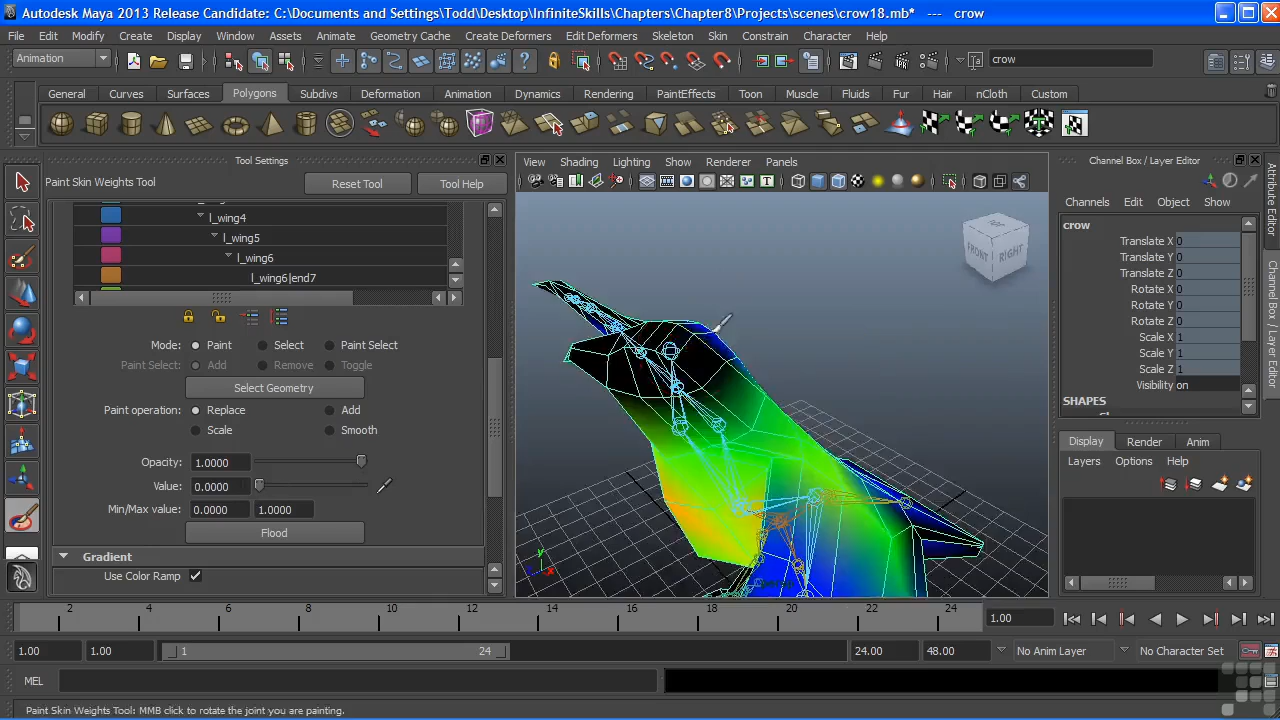 Autodesk Maya 2013 Release Candidate: C:\Documents and Settings\Todd\Desktop\InfiniteSkills\Chapters\Chapter8\Projects\scenes\crow18.mb* --- crow
File Edit Modify Create Display Window Assets Animate Geometry Cache Create Deformers Edit Deformers Skeleton Skin Constrain Character Help
Animation
crow
General Curves Surfaces Polygons Subdivs Deformation Animation Dynamics Rendering PaintEffects Toon Muscle Fluids Fur Hair nCloth Custom
Tool Settings
Paint Skin Weights Tool
Reset Tool
Tool Help
l_wing4
l_wing5
l_wing6
l_wing6|end7
Mode: Paint Select Paint Select
Paint Select: Add Remove Toggle
Select Geometry
Paint operation: Replace Add
Scale Smooth
Opacity: 1.0000
Value: 0.0000
Min/Max value: 0.0000 1.0000
Flood
Gradient
Use Color Ramp
View Shading Lighting Show Renderer Panels
FRONT RIGHT
y
x
persp
Channel Box / Layer Editor
Channels Edit Object Show
crow
Translate X 0
Translate Y 0
Translate Z 0
Rotate X 0
Rotate Y 0
Rotate Z 0
Scale X 1
Scale Y 1
Scale Z 1
Visibility on
SHAPES
Display Render Anim
Layers Options Help
Attribute Editor
Channel Box / Layer Editor
2 4 6 8 10 12 14 16 18 20 22 24
1.00
1.00 1.00 1 24 24.00 48.00 No Anim Layer No Character Set
MEL
Paint Skin Weights Tool: MMB click to rotate the joint you are painting.